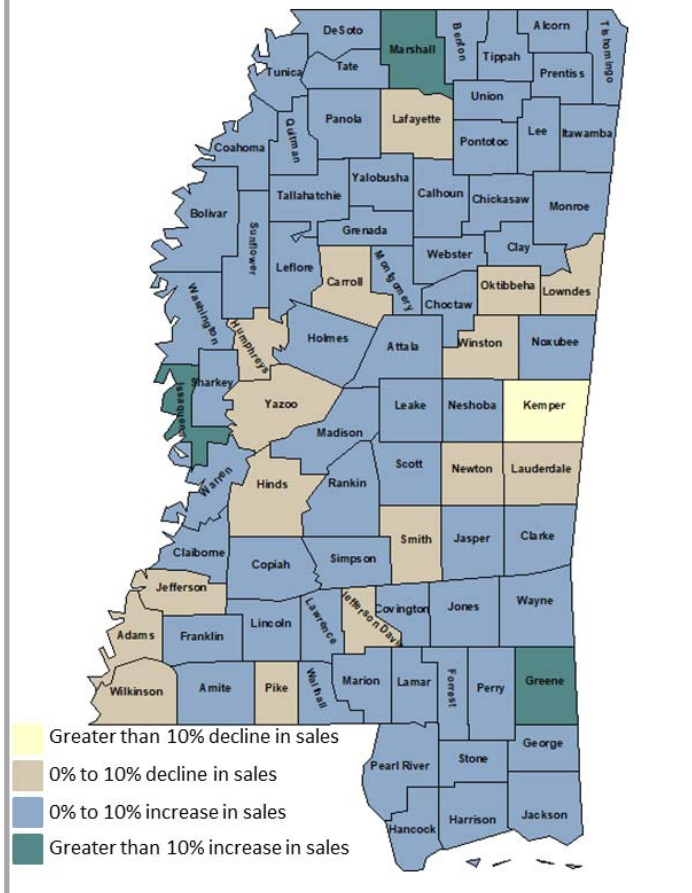 DeSoto
Marshall
Benton
Tippah
Alcorn
Tishomingo
Tunica
Tate
Prentiss
Union
Panola
Lafayette
Quitman
Coahoma
Pontotoc
Lee
Itawamba
Yalobusha
Tallahatchie
Calhoun
Chickasaw
Monroe
Bolivar
Sunflower
Grenada
Leflore
Carroll
Montgomery
Webster
Clay
Choctaw
Oktibbeha
Lowndes
Washington
Humphreys
Holmes
Attala
Winston
Noxubee
Issaquena
Sharkey
Yazoo
Leake
Neshoba
Kemper
Madison
Warren
Hinds
Rankin
Scott
Newton
Lauderdale
Claiborne
Copiah
Simpson
Smith
Jasper
Clarke
Jefferson
Adams
Franklin
Lincoln
Lawrence
Jefferson Davi
Covington
Jones
Wayne
Wilkinson
Amite
Pike
Walthall
Marion
Lamar
Forrest
Perry
Greene
Pearl River
Stone
George
Hancock
Harrison
Jackson
Greater than 10% decline in sales
0% to 10% decline in sales
0% to 10% increase in sales
Greater than 10% increase in sales